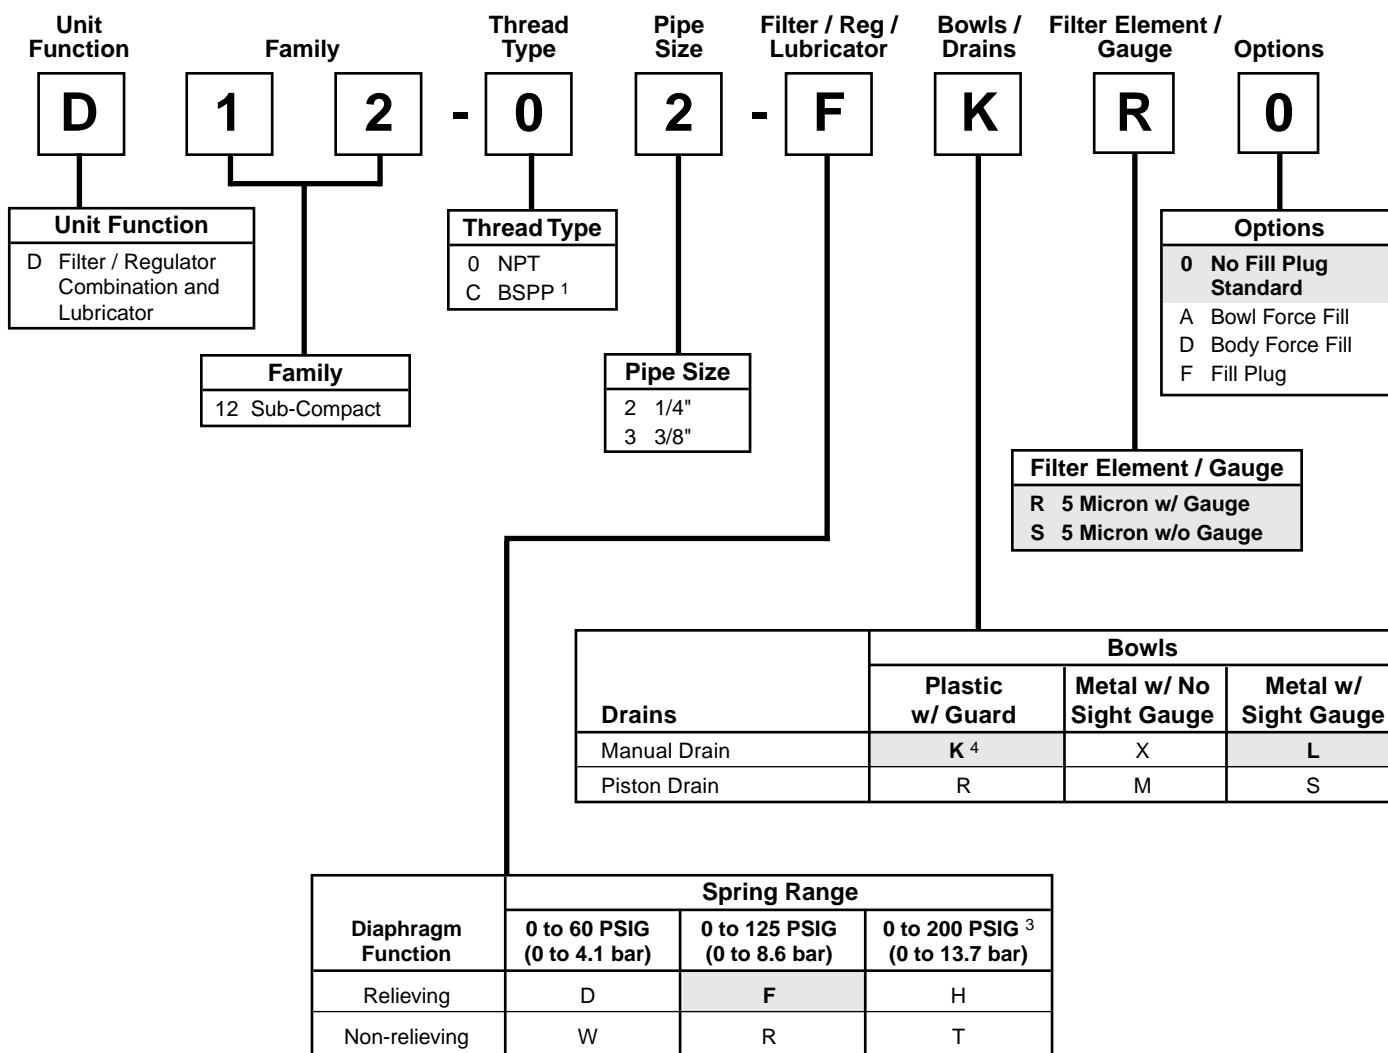 Unit Function
Family
Thread Type
Pipe Size
Filter / Reg / Lubricator
Bowls / Drains
Filter Element / Gauge
Options
D 1 2 - 0 2 - F K R 0
Unit Function
D Filter / Regulator
Combination and
Lubricator
Family
12 Sub-Compact
Thread Type
0 NPT
C BSPP 1
Pipe Size
2 1/4"
3 3/8"
Options
0 No Fill Plug
Standard
A Bowl Force Fill
D Body Force Fill
F Fill Plug
Filter Element / Gauge
R 5 Micron w/ Gauge
S 5 Micron w/o Gauge
Bowls
Drains
Plastic w/ Guard
Metal w/ No Sight Gauge
Metal w/ Sight Gauge
Manual Drain K 4 X L
Piston Drain R M S
Spring Range
Diaphragm Function
0 to 60 PSIG (0 to 4.1 bar)
0 to 125 PSIG (0 to 8.6 bar)
0 to 200 PSIG 3 (0 to 13.7 bar)
Relieving D F H
Non-relieving W R T